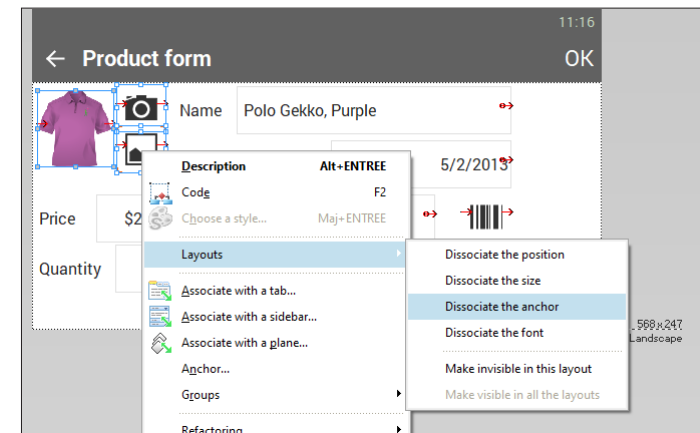 11:16
Product form OK
Name Polo Gekko, Purple
5/2/2013
Price $2
Quantity
Description Alt+ENTREE
Code F2
Choose a style... Maj+ENTREE
Layouts
Associate with a tab...
Associate with a sidebar...
Associate with a plane...
Anchor...
Groups
Refactoring
Dissociate the position
Dissociate the size
Dissociate the anchor
Dissociate the font
Make invisible in this layout
Make visible in all the layouts
568x247
Landscape